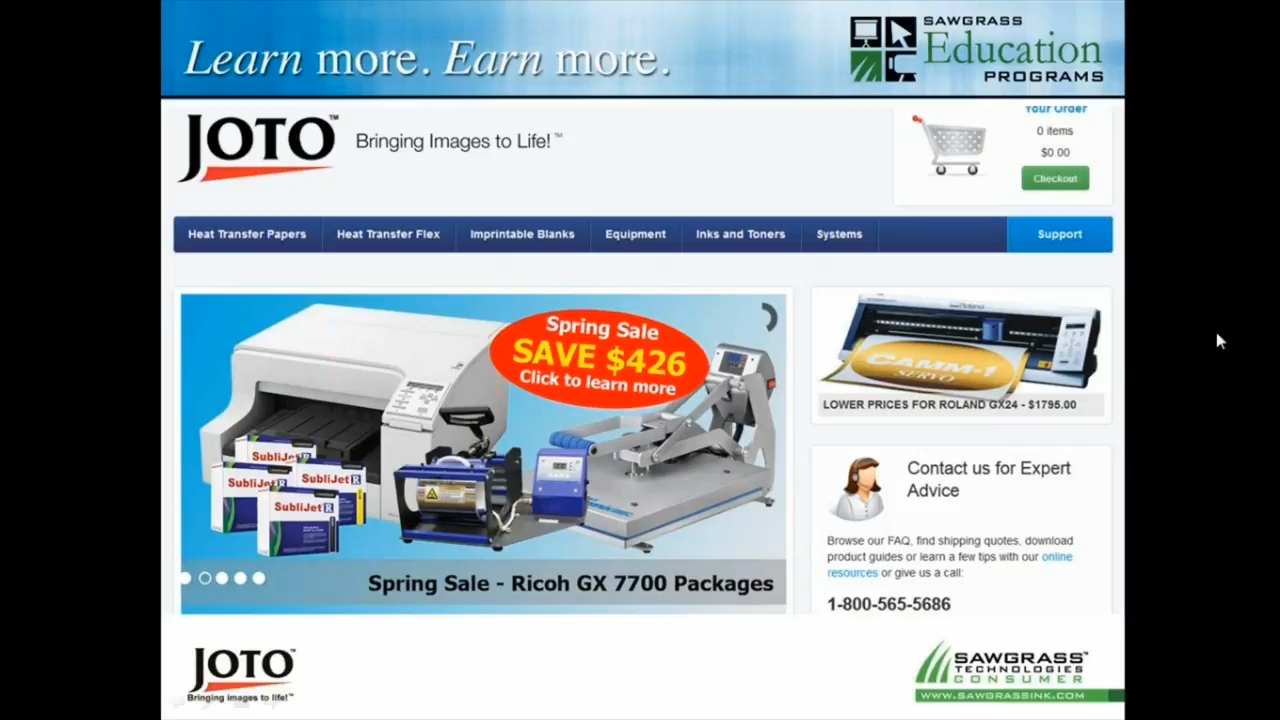 Learn more. Earn more.
SAWGRASS
Education
PROGRAMS
JOTO™
Bringing Images to Life!™
Your Order
0 items
$0.00
Checkout
Heat Transfer Papers
Heat Transfer Flex
Imprintable Blanks
Equipment
Inks and Toners
Systems
Support
Spring Sale
SAVE $426
Click to learn more
SubliJet R
SubliJet R
SubliJet R
SubliJet R
Spring Sale - Ricoh GX 7700 Packages
Roland
CAMM-1
SERVO
LOWER PRICES FOR ROLAND GX24 - $1795.00
Contact us for Expert
Advice
Browse our FAQ, find shipping quotes, download
product guides or learn a few tips with our online
resources or give us a call:
1-800-565-5686
JOTO™
Bringing images to life!™
SAWGRASS™
TECHNOLOGIES
CONSUMER
WWW.SAWGRASSINK.COM